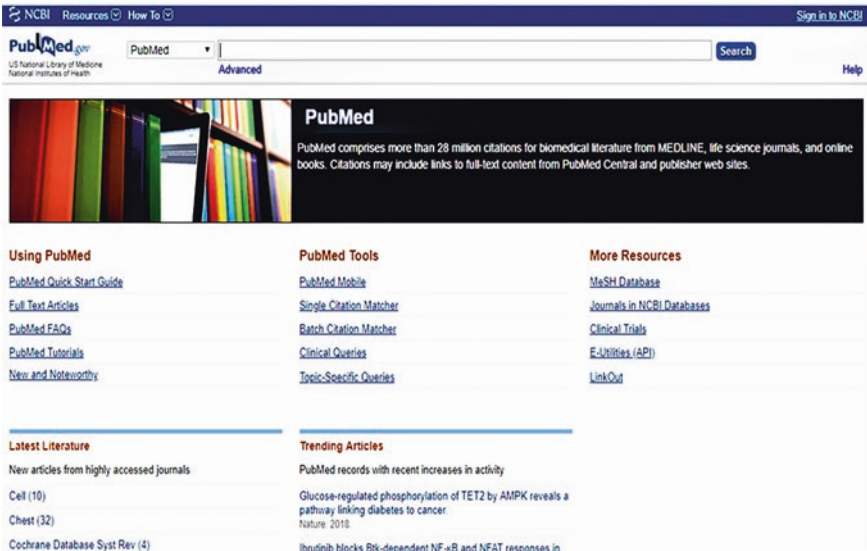 NCBI Resources How To Sign in to NCBI
PubMed.gov
US National Library of Medicine
National Institutes of Health
PubMed
Search
Advanced
Help
PubMed
PubMed comprises more than 28 million citations for biomedical literature from MEDLINE, life science journals, and online
books. Citations may include links to full-text content from PubMed Central and publisher web sites.
Using PubMed
PubMed Quick Start Guide
Full Text Articles
PubMed FAQs
PubMed Tutorials
New and Noteworthy
PubMed Tools
PubMed Mobile
Single Citation Matcher
Batch Citation Matcher
Clinical Queries
Topic-Specific Queries
More Resources
MeSH Database
Journals in NCBI Databases
Clinical Trials
E-Utilities (API)
LinkOut
Latest Literature
New articles from highly accessed journals
Cell (10)
Chest (32)
Cochrane Database Syst Rev (4)
Trending Articles
PubMed records with recent increases in activity
Glucose-regulated phosphorylation of TET2 by AMPK reveals a
pathway linking diabetes to cancer.
Nature. 2018.
Ibrutinib blocks Btk-dependent NF-κB and NFAT responses in